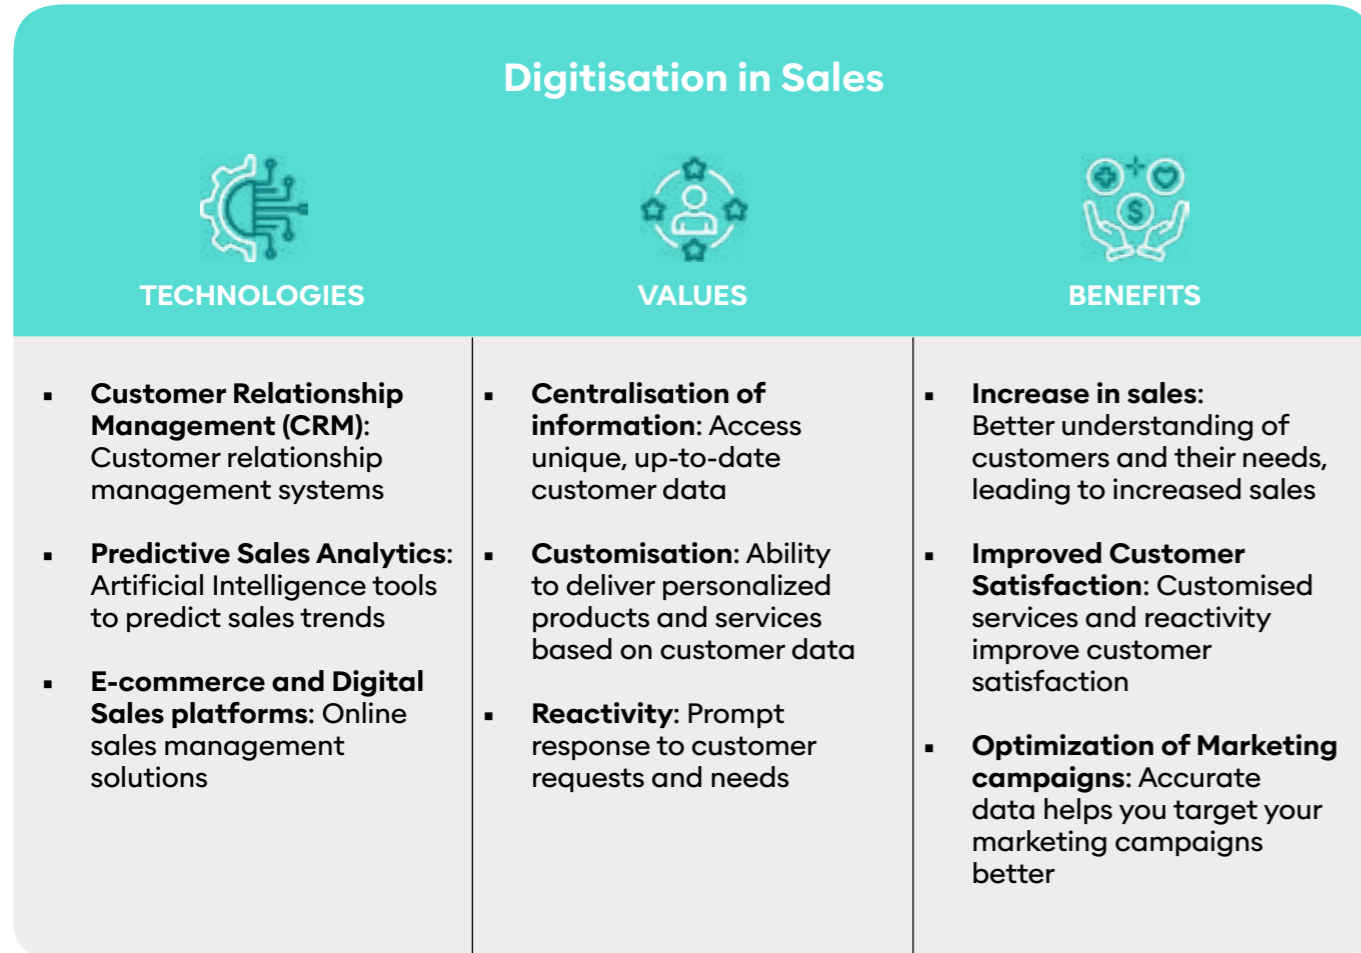 Digitisation in Sales
TECHNOLOGIES
▪ Customer Relationship
Management (CRM):
Customer relationship
management systems
▪ Predictive Sales Analytics:
Artificial Intelligence tools
to predict sales trends
▪ E-commerce and Digital
Sales platforms: Online
sales management
solutions
VALUES
▪ Centralisation of
information: Access
unique, up-to-date
customer data
▪ Customisation: Ability
to deliver personalized
products and services
based on customer data
▪ Reactivity: Prompt
response to customer
requests and needs
BENEFITS
▪ Increase in sales:
Better understanding of
customers and their needs,
leading to increased sales
▪ Improved Customer
Satisfaction: Customised
services and reactivity
improve customer
satisfaction
▪ Optimization of Marketing
campaigns: Accurate
data helps you target your
marketing campaigns
better